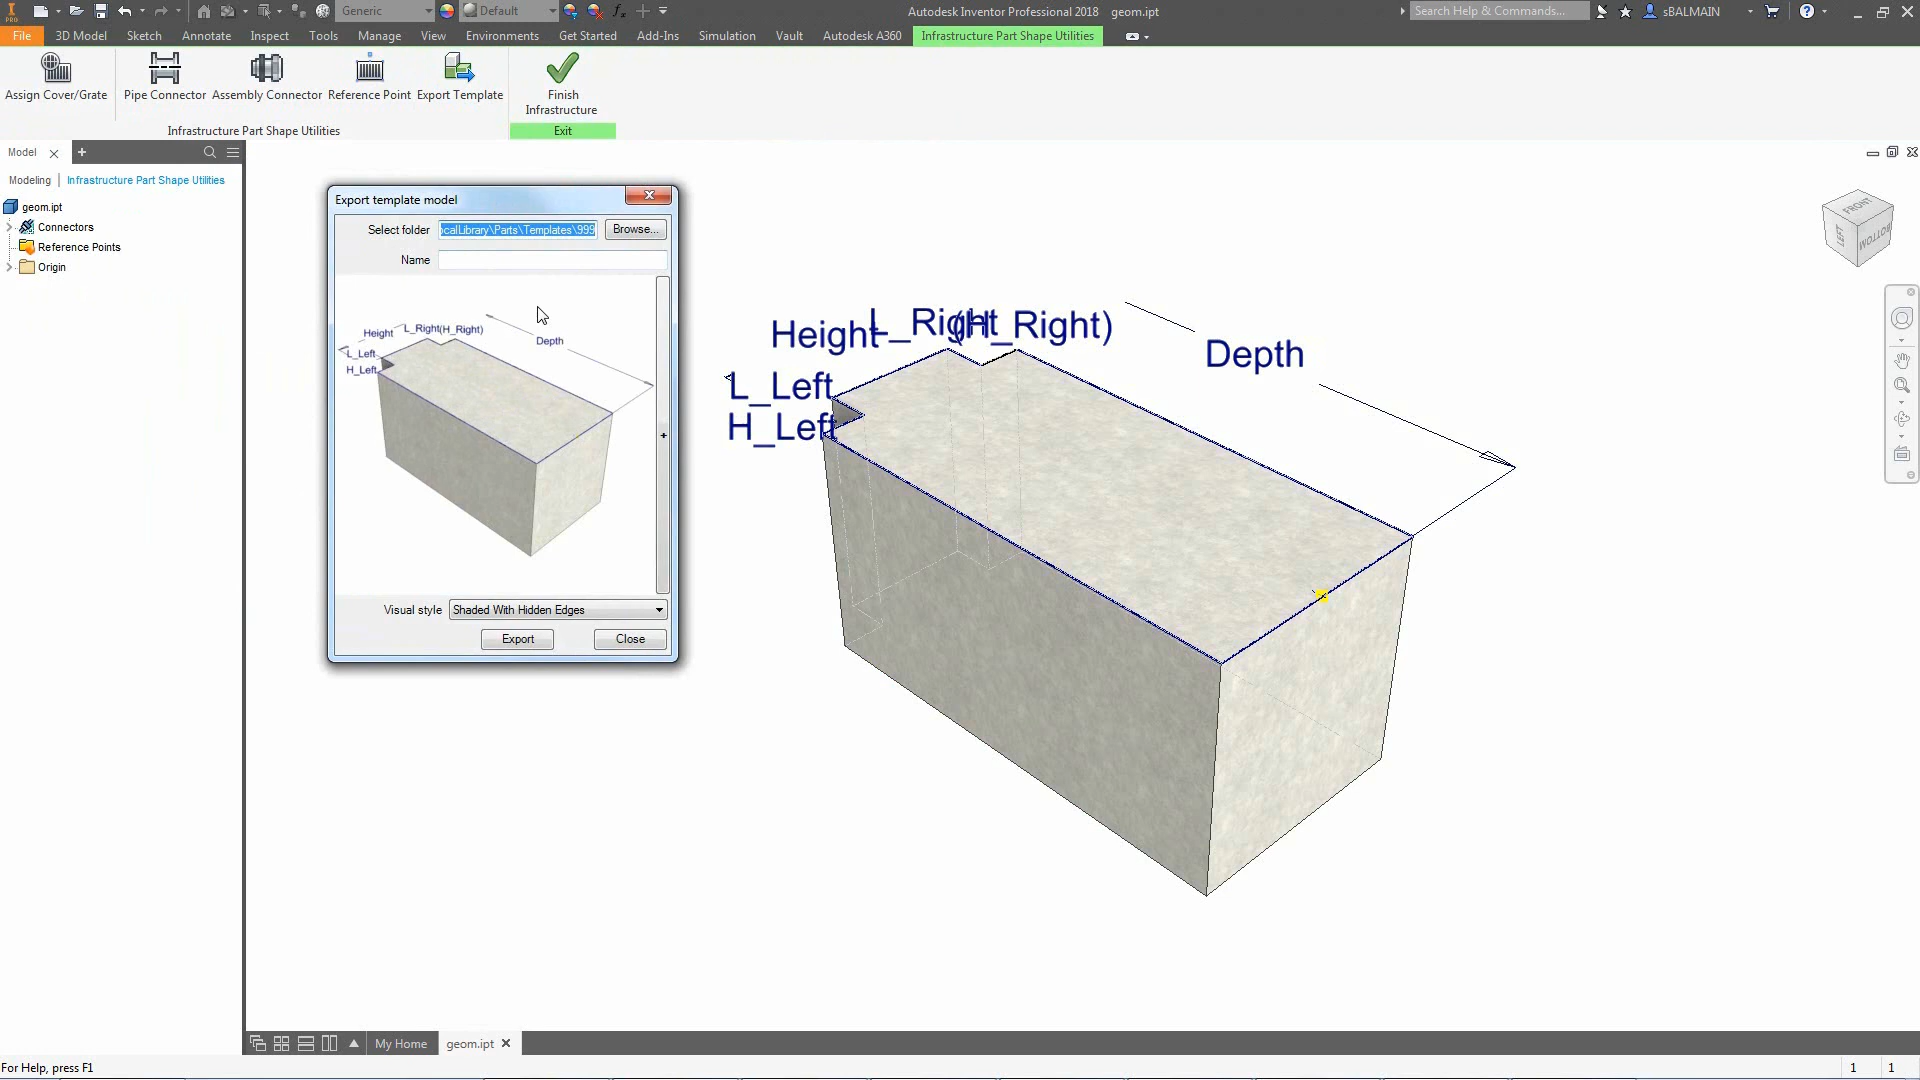 PRO
Generic
Default
Autodesk Inventor Professional 2018 geom.ipt
Search Help & Commands...
sBALMAIN
File 3D Model Sketch Annotate Inspect Tools Manage View Environments Get Started Add-Ins Simulation Vault Autodesk A360 Infrastructure Part Shape Utilities
Assign Cover/Grate
Pipe Connector
Assembly Connector
Reference Point
Export Template
Finish
Infrastructure
Infrastructure Part Shape Utilities
Exit
Model
Modeling | Infrastructure Part Shape Utilities
geom.ipt
Connectors
Reference Points
Origin
Export template model
Select folder
ocalLibrary\Parts\Templates\999
Browse...
Name
Height
L_Right(H_Right)
Depth
L_Left
H_Left
Visual style
Shaded With Hidden Edges
Export
Close
Height
L_Right
(H_Right)
Depth
L_Left
H_Left
FRONT
LEFT
BOTTOM
My Home
geom.ipt
For Help, press F1
1 1